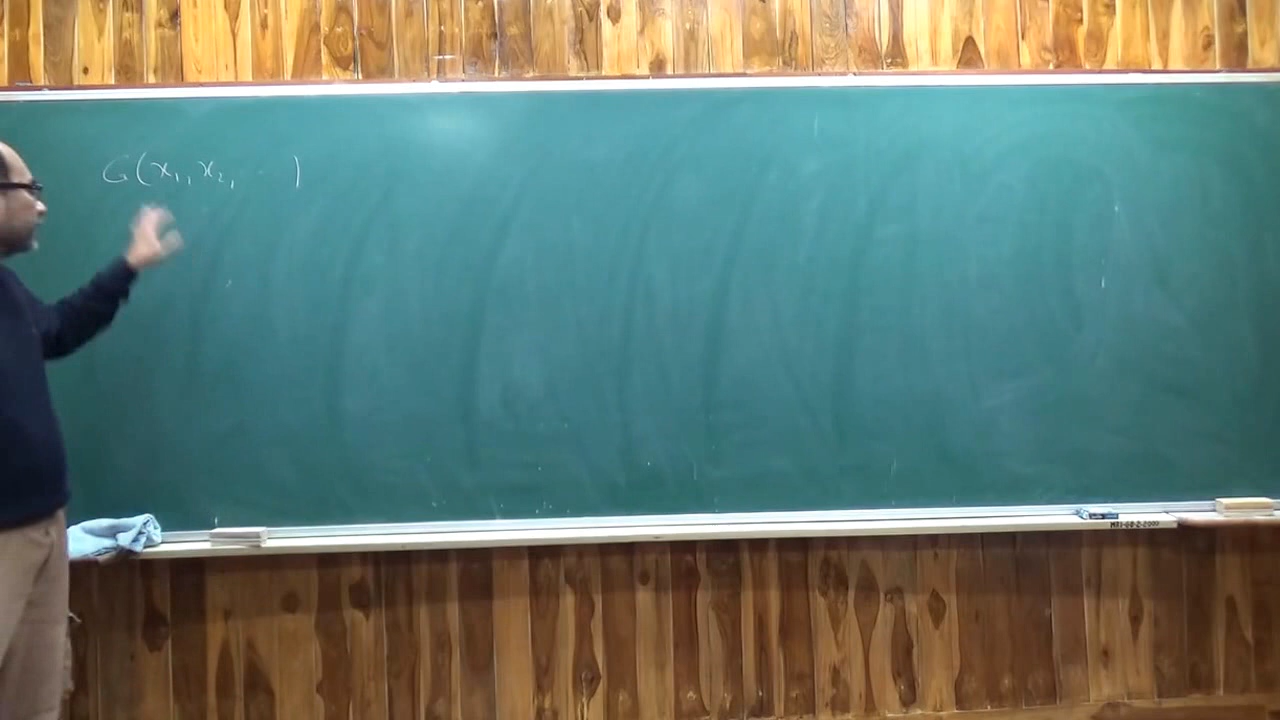 G(x₁, x₂, ⋯)